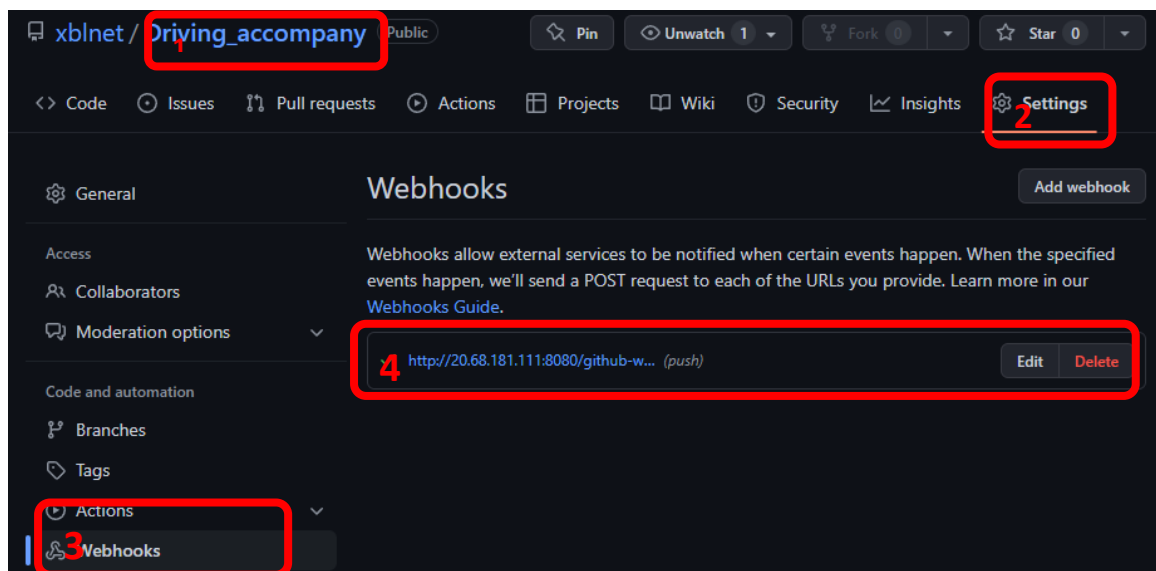 xblnet / Driving_accompany Public Pin Unwatch 1 Fork 0 Star 0
1
Code Issues Pull requests Actions Projects Wiki Security Insights Settings
2
General
Webhooks Add webhook
Access
Webhooks allow external services to be notified when certain events happen. When the specified
events happen, we'll send a POST request to each of the URLs you provide. Learn more in our
Webhooks Guide.
Collaborators
Moderation options
4 http://20.68.181.111:8080/github-w... (push) Edit Delete
Code and automation
Branches
Tags
Actions
3 Webhooks